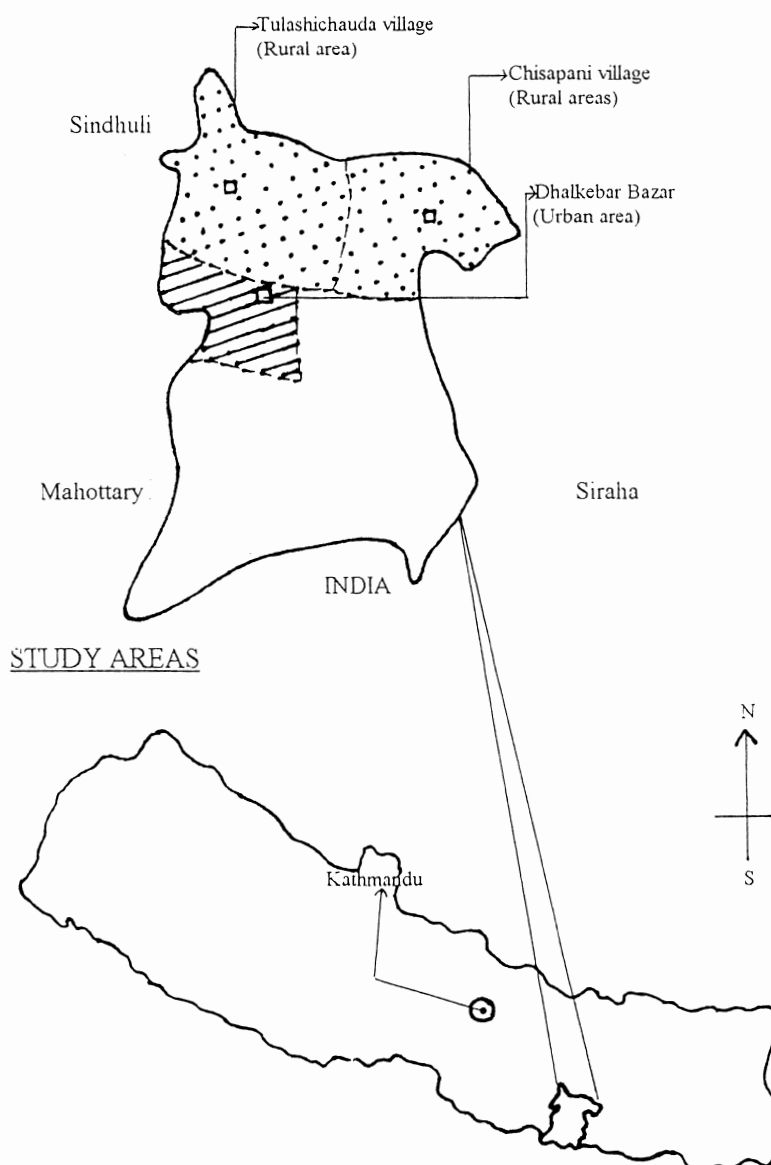 Tulashichauda village
(Rural area)
Chisapani village
(Rural areas)
Sindhuli
Dhalkebar Bazar
(Urban area)
Mahottary
Siraha
INDIA
STUDY AREAS
N
S
Kathmandu